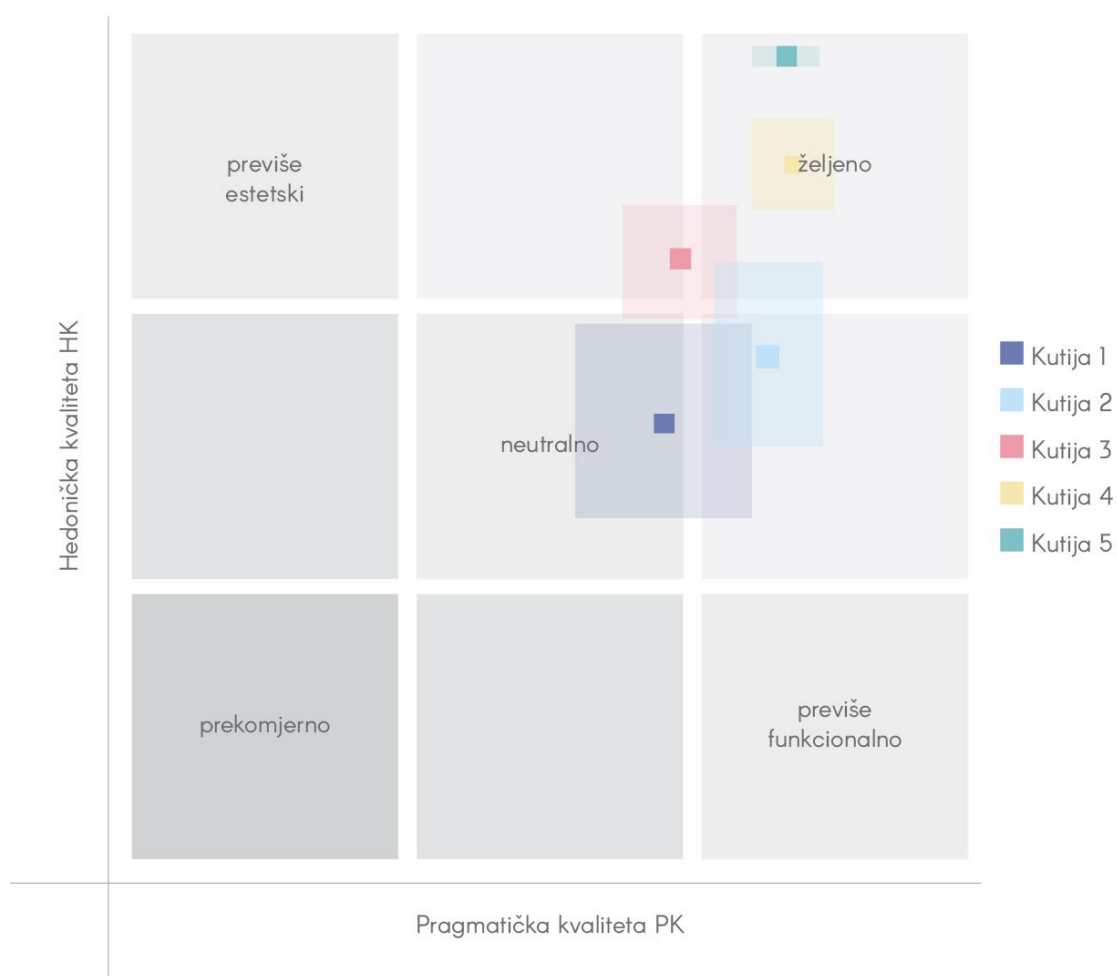 previše
estetski
željeno
neutralno
prekomjerno
previše
funkcionalno
Hedonička kvaliteta HK
Pragmatička kvaliteta PK
Kutija 1
Kutija 2
Kutija 3
Kutija 4
Kutija 5